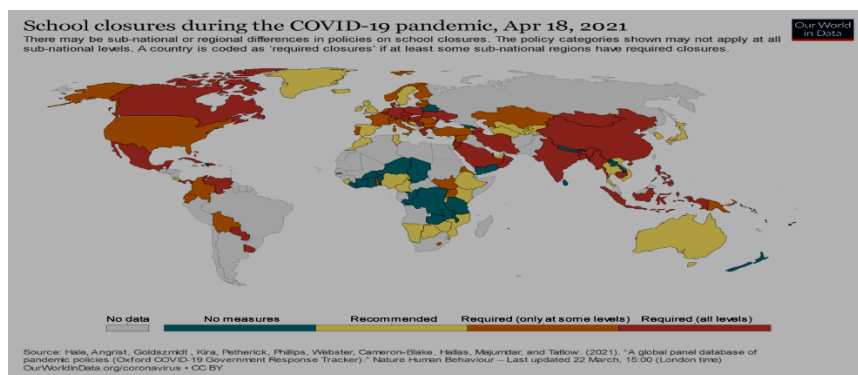 School closures during the COVID-19 pandemic, Apr 18, 2021
Our World
in Data
There may be sub-national or regional differences in policies on school closures. The policy categories shown may not apply at all
sub-national levels. A country is coded as 'required closures' if at least some sub-national regions have required closures.
No data
No measures
Recommended
Required (only at some levels)
Required (all levels)
Source: Hale, Angrist, Goldszmidt , Kira, Petherick, Phillips, Webster, Cameron-Blake, Hallas, Majumdar, and Tatlow. (2021). "A global panel database of
pandemic policies (Oxford COVID-19 Government Response Tracker)." Nature Human Behaviour – Last updated 22 March, 15:00 (London time)
OurWorldInData.org/coronavirus • CC BY